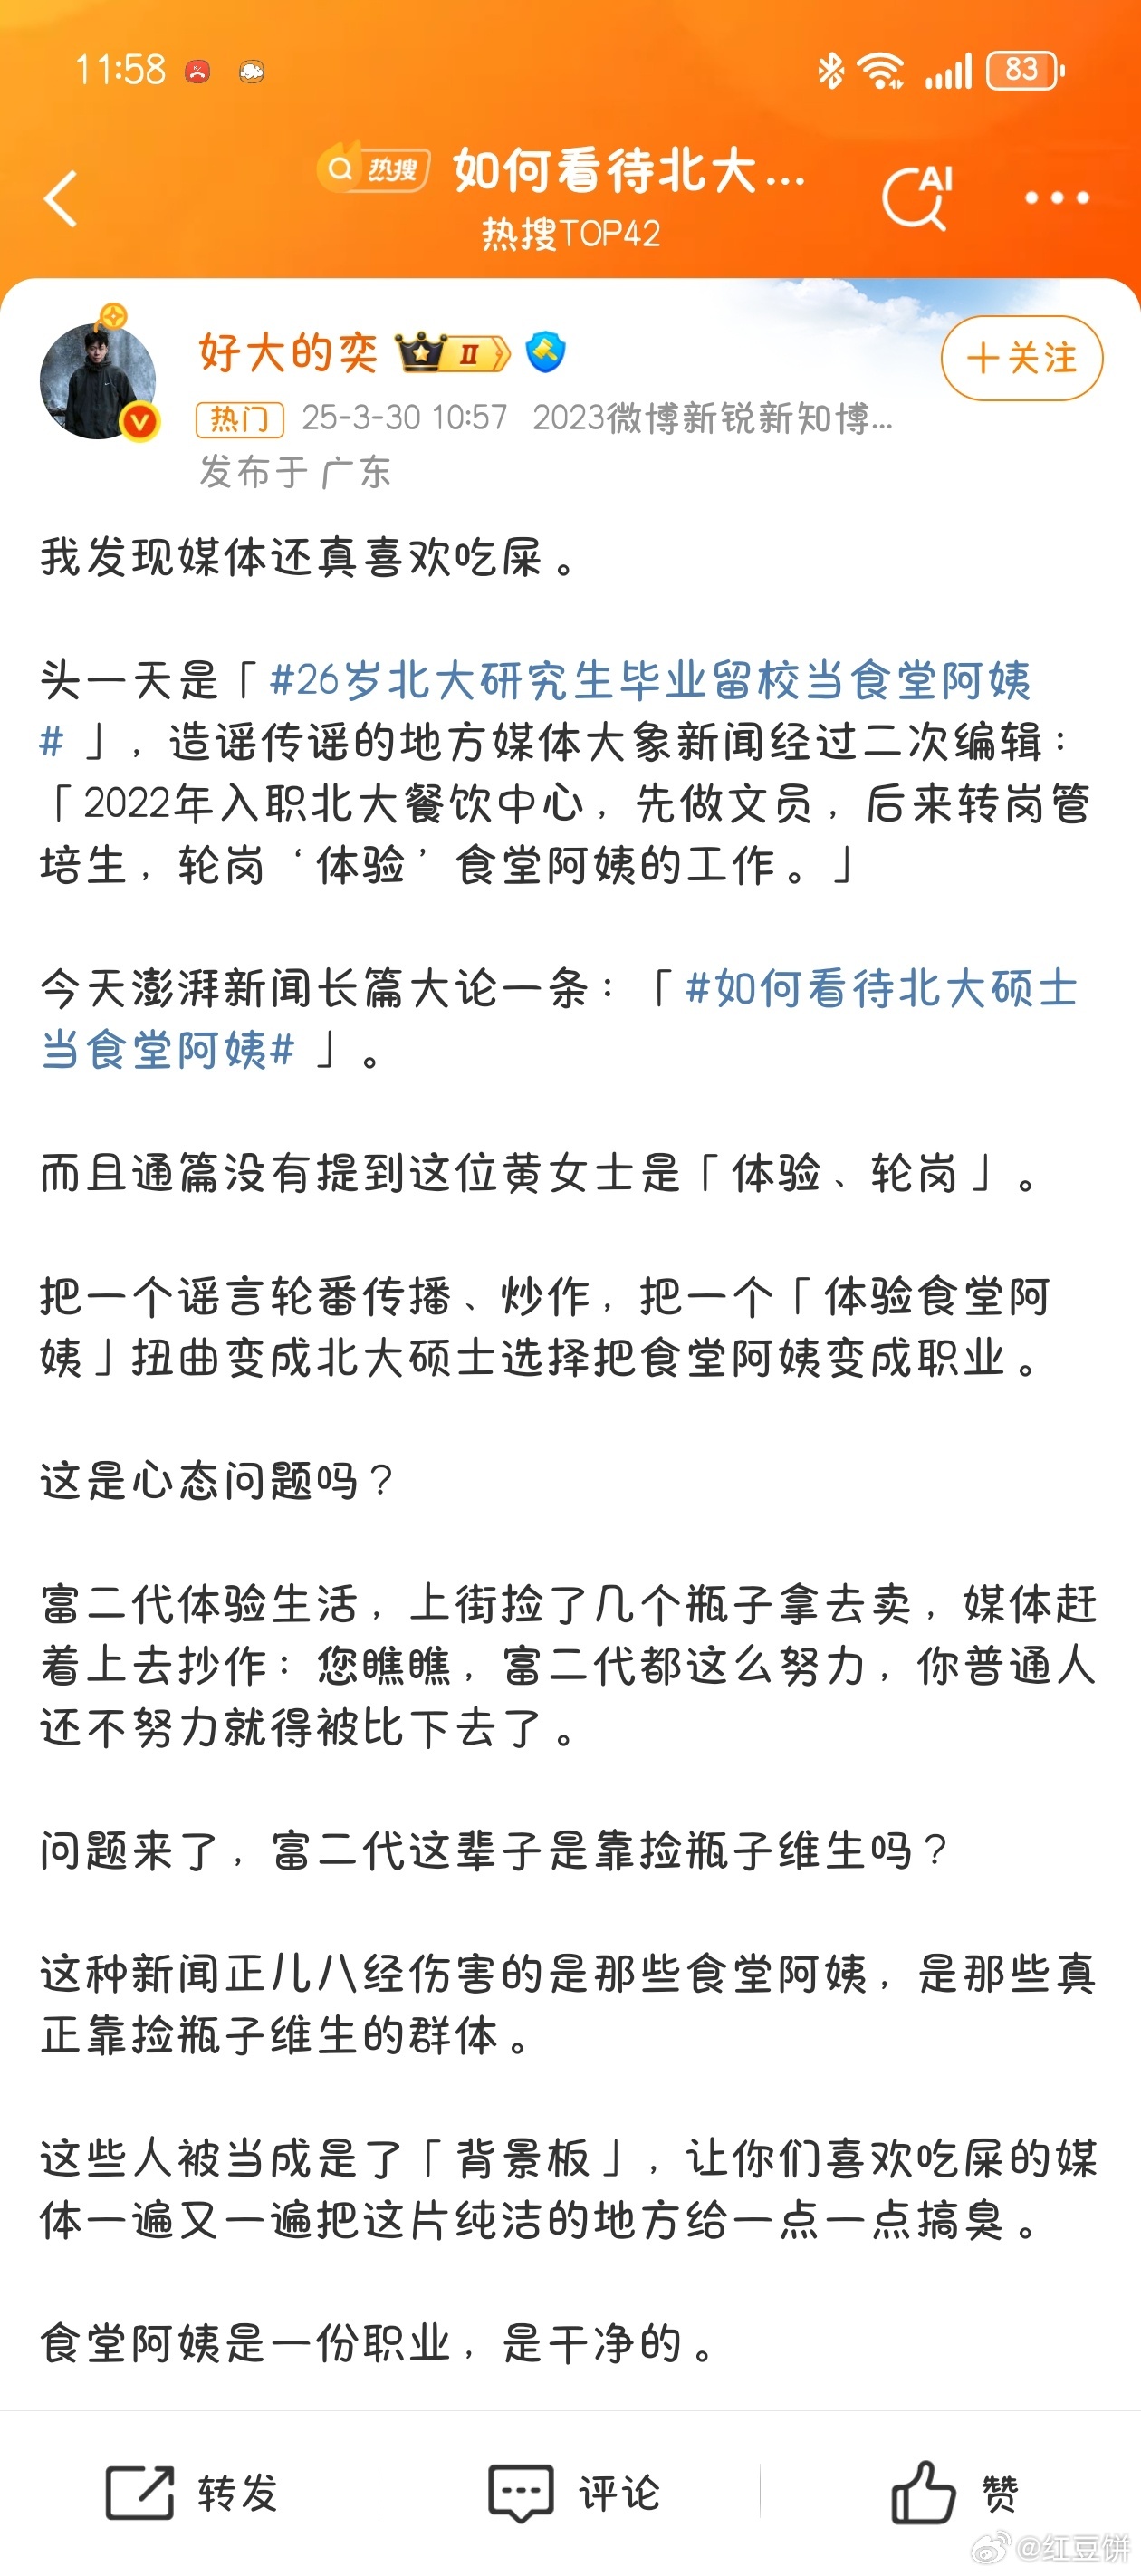 11:58
83
热搜 如何看待北大...
AI
热搜TOP42
好大的奕 II
+关注
热门 25-3-30 10:57 2023微博新锐新知博...
发布于 广东
我发现媒体还真喜欢吃屎。
头一天是「#26岁北大研究生毕业留校当食堂阿姨
#」，造谣传谣的地方媒体大象新闻经过二次编辑：
「2022年入职北大餐饮中心，先做文员，后来转岗管
培生，轮岗‘体验’食堂阿姨的工作。」
今天澎湃新闻长篇大论一条：「#如何看待北大硕士
当食堂阿姨#」。
而且通篇没有提到这位黄女士是「体验、轮岗」。
把一个谣言轮番传播、炒作，把一个「体验食堂阿
姨」扭曲变成北大硕士选择把食堂阿姨变成职业。
这是心态问题吗？
富二代体验生活，上街捡了几个瓶子拿去卖，媒体赶
着上去抄作：您瞧瞧，富二代都这么努力，你普通人
还不努力就得被比下去了。
问题来了，富二代这辈子是靠捡瓶子维生吗？
这种新闻正儿八经伤害的是那些食堂阿姨，是那些真
正靠捡瓶子维生的群体。
这些人被当成是了「背景板」，让你们喜欢吃屎的媒
体一遍又一遍把这片纯洁的地方给一点一点搞臭。
食堂阿姨是一份职业，是干净的。
转发
评论
赞
@红豆饼